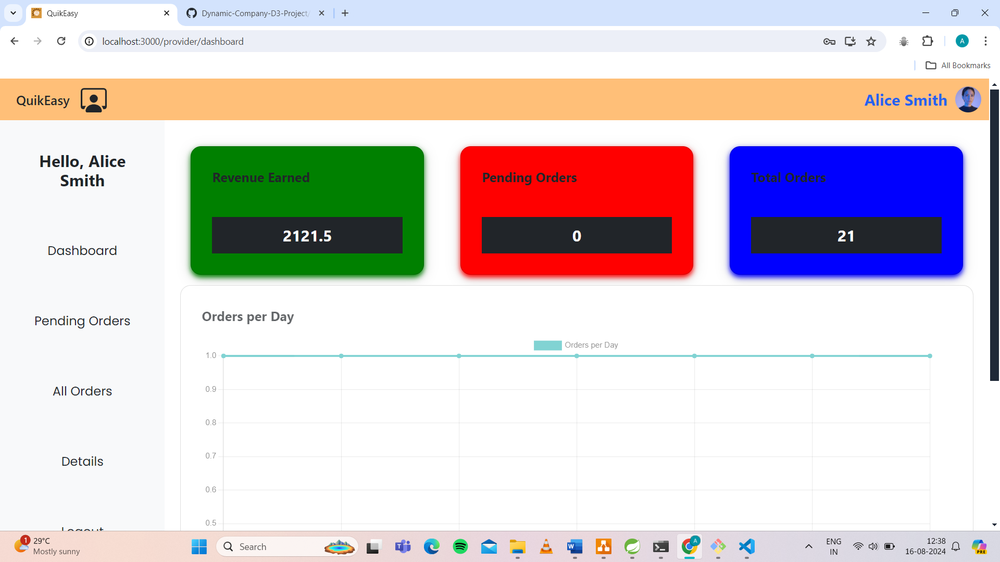 QuikEasy
Dynamic-Company-D3-Project/
localhost:3000/provider/dashboard
A
All Bookmarks
QuikEasy
Alice Smith
Hello, Alice
Smith
Dashboard
Pending Orders
All Orders
Details
Logout
Revenue Earned
2121.5
Pending Orders
0
Total Orders
21
Orders per Day
Orders per Day
1.0
0.9
0.8
0.7
0.6
0.5
1
29°C
Mostly sunny
Search
A
ENG
IN
12:38
16-08-2024
PRE